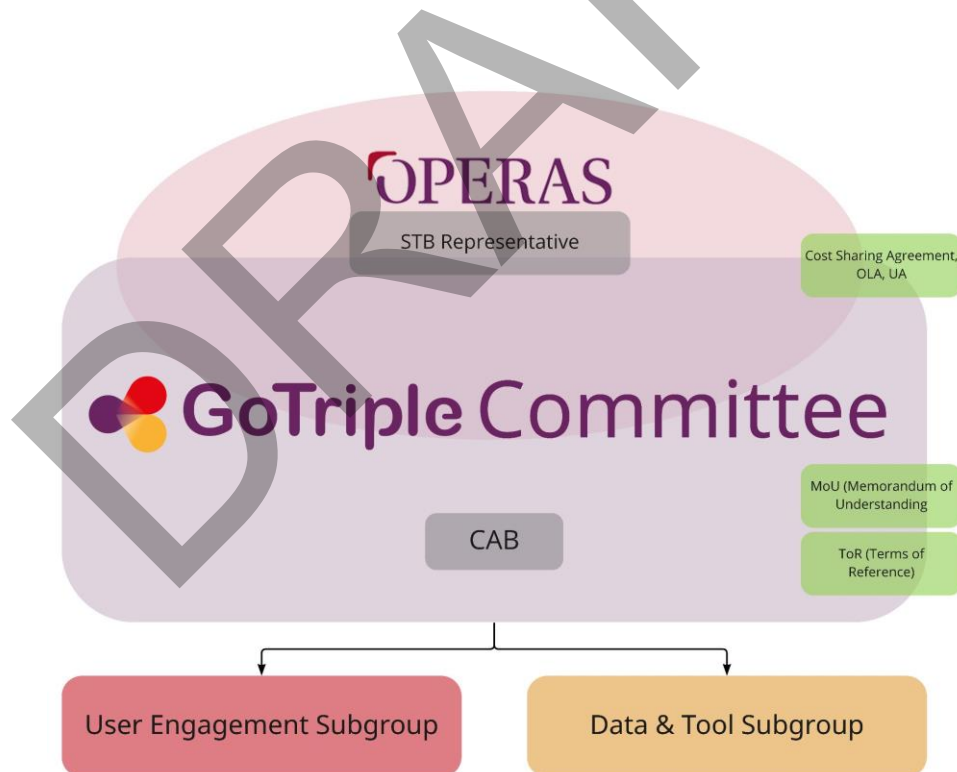 OPERAS
STB Representative
Cost Sharing Agreement,
OLA, UA
GoTriple Committee
MoU (Memorandum of
Understanding
CAB
ToR (Terms of
Reference)
User Engagement Subgroup
Data & Tool Subgroup
DRA